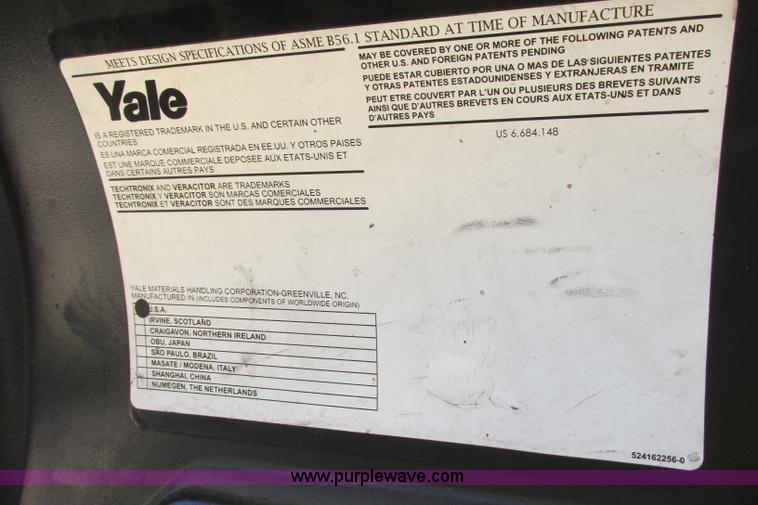 MEETS DESIGN SPECIFICATIONS OF ASME B56.1 STANDARD AT TIME OF MANUFACTURE
Yale
IS A REGISTERED TRADEMARK IN THE U.S. AND CERTAIN OTHER
COUNTRIES
ES UNA MARCA COMERCIAL REGISTRADA EN EE.UU. Y OTROS PAISES
EST UNE MARQUE COMMERCIALE DEPOSEE AUX ETATS-UNIS ET
DANS CERTAINS AUTRES PAYS
TECHTRONIX AND VERACITOR ARE TRADEMARKS
TECHTRONIX Y VERACITOR SON MARCAS COMERCIALES
TECHTRONIX ET VERACITOR SONT DES MARQUES COMMERCIALES
MAY BE COVERED BY ONE OR MORE OF THE FOLLOWING PATENTS AND
OTHER U.S. AND FOREIGN PATENTS PENDING
PUEDE ESTAR CUBIERTO POR UNA O MAS DE LAS SIGUIENTES PATENTES
Y OTRAS PATENTES ESTADOUNIDENSES Y EXTRANJERAS EN TRAMITE
PEUT ETRE COUVERT PAR L'UN OU PLUSIEURS DES BREVETS SUIVANTS
AINSI QUE D'AUTRES BREVETS EN COURS AUX ETATS-UNIS ET DANS
D'AUTRES PAYS
US 6,684,148
YALE MATERIALS HANDLING CORPORATION-GREENVILLE, NC.
MANUFACTURED IN (INCLUDES COMPONENTS OF WORLDWIDE ORIGIN)
U.S.A.
IRVINE, SCOTLAND
CRAIGAVON, NORTHERN IRELAND
OBU, JAPAN
SÃO PAULO, BRAZIL
MASATE / MODENA, ITALY
SHANGHAI, CHINA
NIJMEGEN, THE NETHERLANDS
524162256-0
www.purplewave.com